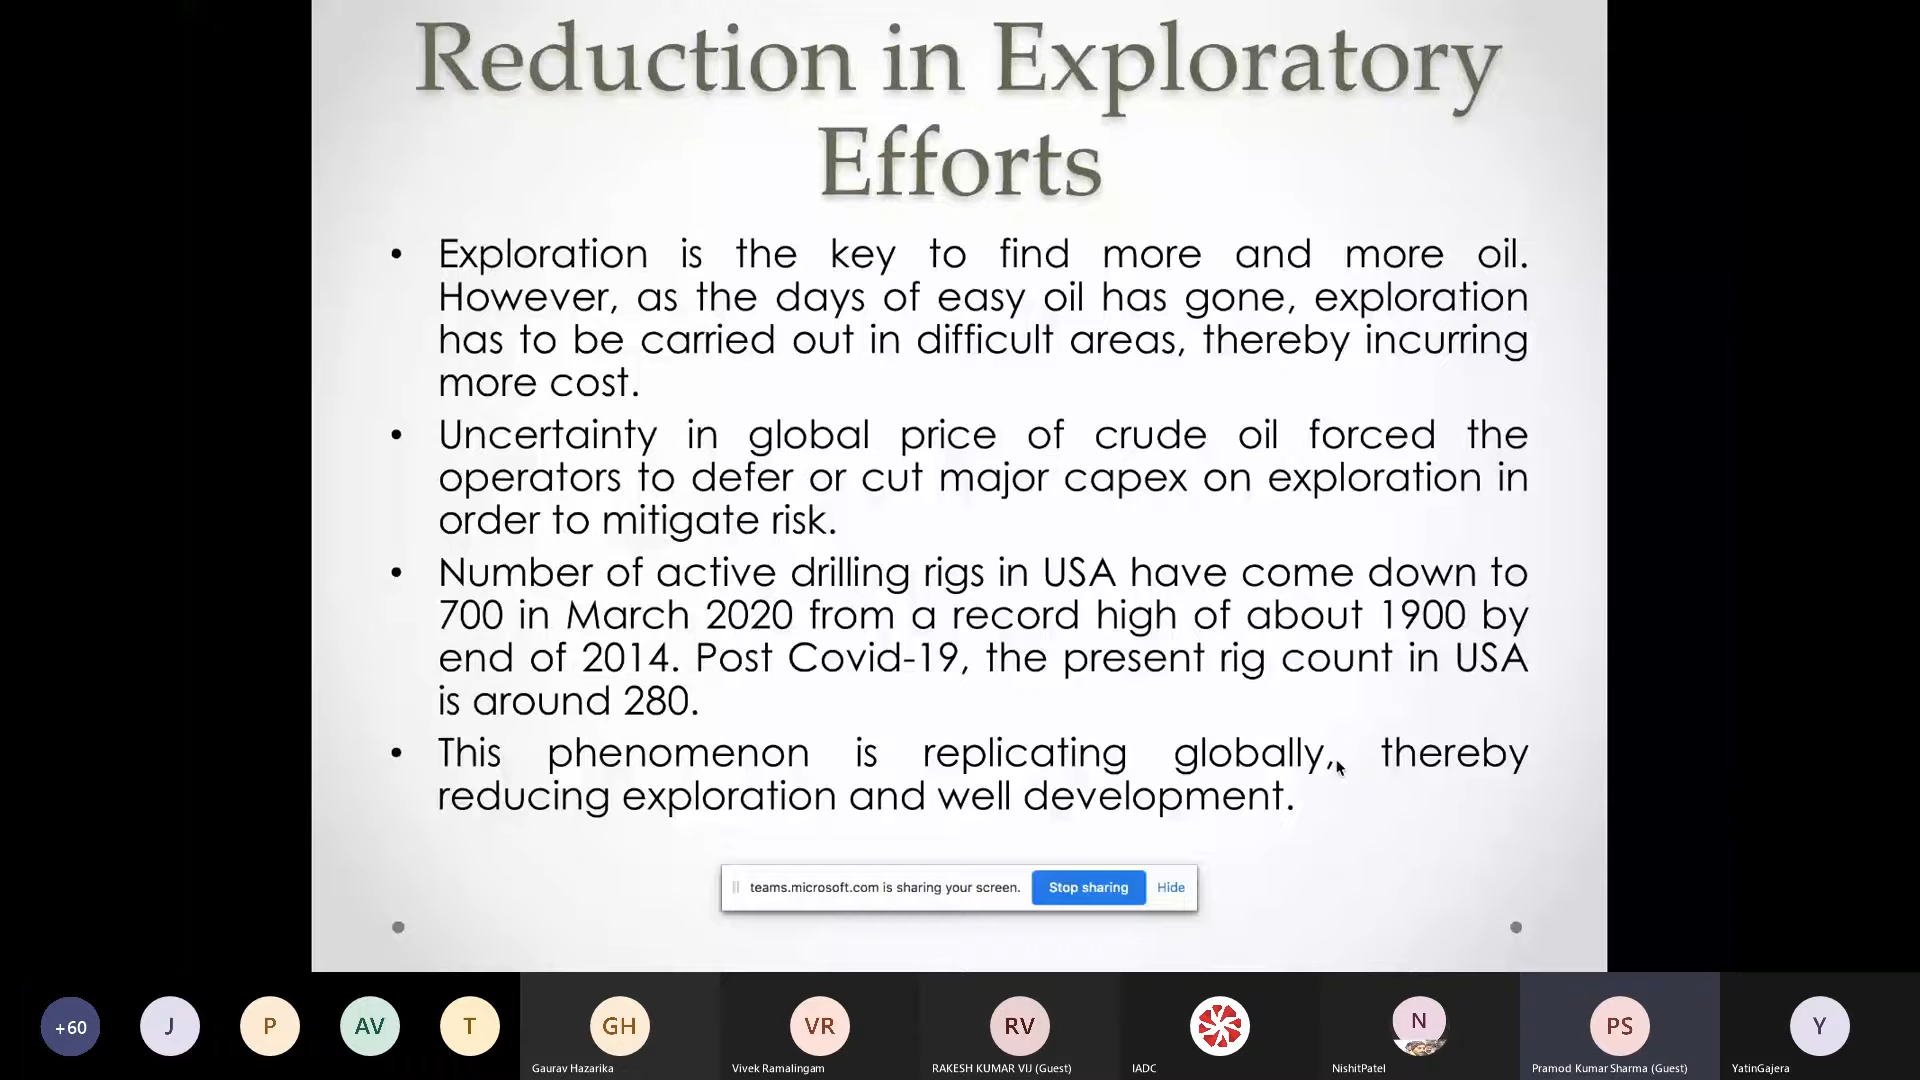 Reduction in Exploratory
Efforts
• Exploration is the key to find more and more oil.
However, as the days of easy oil has gone, exploration
has to be carried out in difficult areas, thereby incurring
more cost.
• Uncertainty in global price of crude oil forced the
operators to defer or cut major capex on exploration in
order to mitigate risk.
• Number of active drilling rigs in USA have come down to
700 in March 2020 from a record high of about 1900 by
end of 2014. Post Covid-19, the present rig count in USA
is around 280.
• This phenomenon is replicating globally, thereby
reducing exploration and well development.
teams.microsoft.com is sharing your screen. Stop sharing Hide
+60 J P AV T GH VR RV N PS Y
Gaurav Hazarika Vivek Ramalingam RAKESH KUMAR VIJ (Guest) IADC NishitPatel Pramod Kumar Sharma (Guest) YatinGajera